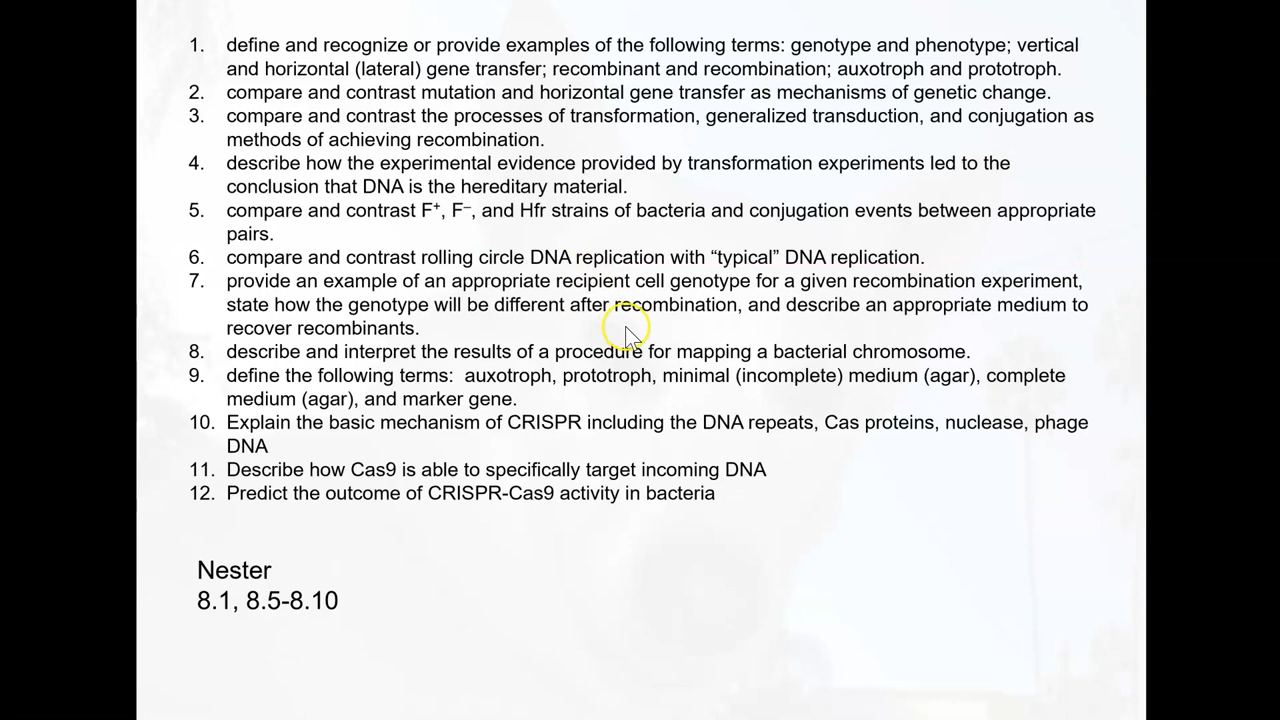 1. define and recognize or provide examples of the following terms: genotype and phenotype; vertical
and horizontal (lateral) gene transfer; recombinant and recombination; auxotroph and prototroph.
2. compare and contrast mutation and horizontal gene transfer as mechanisms of genetic change.
3. compare and contrast the processes of transformation, generalized transduction, and conjugation as
methods of achieving recombination.
4. describe how the experimental evidence provided by transformation experiments led to the
conclusion that DNA is the hereditary material.
5. compare and contrast F⁺, F⁻, and Hfr strains of bacteria and conjugation events between appropriate
pairs.
6. compare and contrast rolling circle DNA replication with “typical” DNA replication.
7. provide an example of an appropriate recipient cell genotype for a given recombination experiment,
state how the genotype will be different after recombination, and describe an appropriate medium to
recover recombinants.
8. describe and interpret the results of a procedure for mapping a bacterial chromosome.
9. define the following terms:  auxotroph, prototroph, minimal (incomplete) medium (agar), complete
medium (agar), and marker gene.
10. Explain the basic mechanism of CRISPR including the DNA repeats, Cas proteins, nuclease, phage
DNA
11. Describe how Cas9 is able to specifically target incoming DNA
12. Predict the outcome of CRISPR-Cas9 activity in bacteria
Nester
8.1, 8.5-8.10